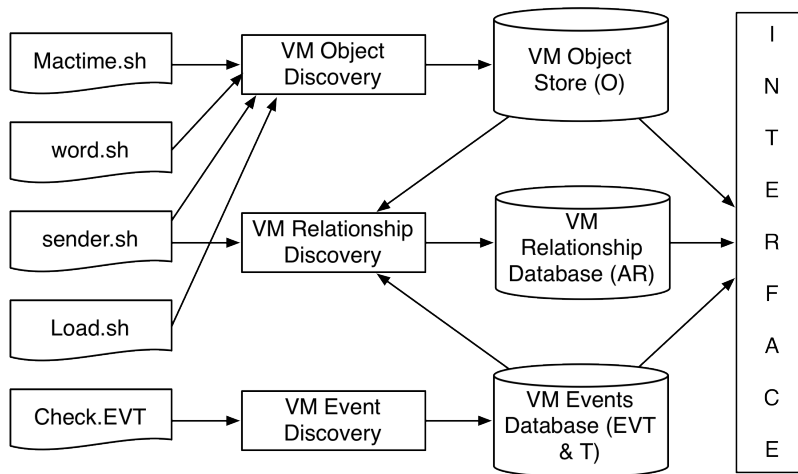 Mactime.sh
word.sh
sender.sh
Load.sh
Check.EVT
VM Object
Discovery
VM Relationship
Discovery
VM Event
Discovery
VM Object
Store (O)
VM
Relationship
Database (AR)
VM Events
Database (EVT
& T)
I
N
T
E
R
F
A
C
E